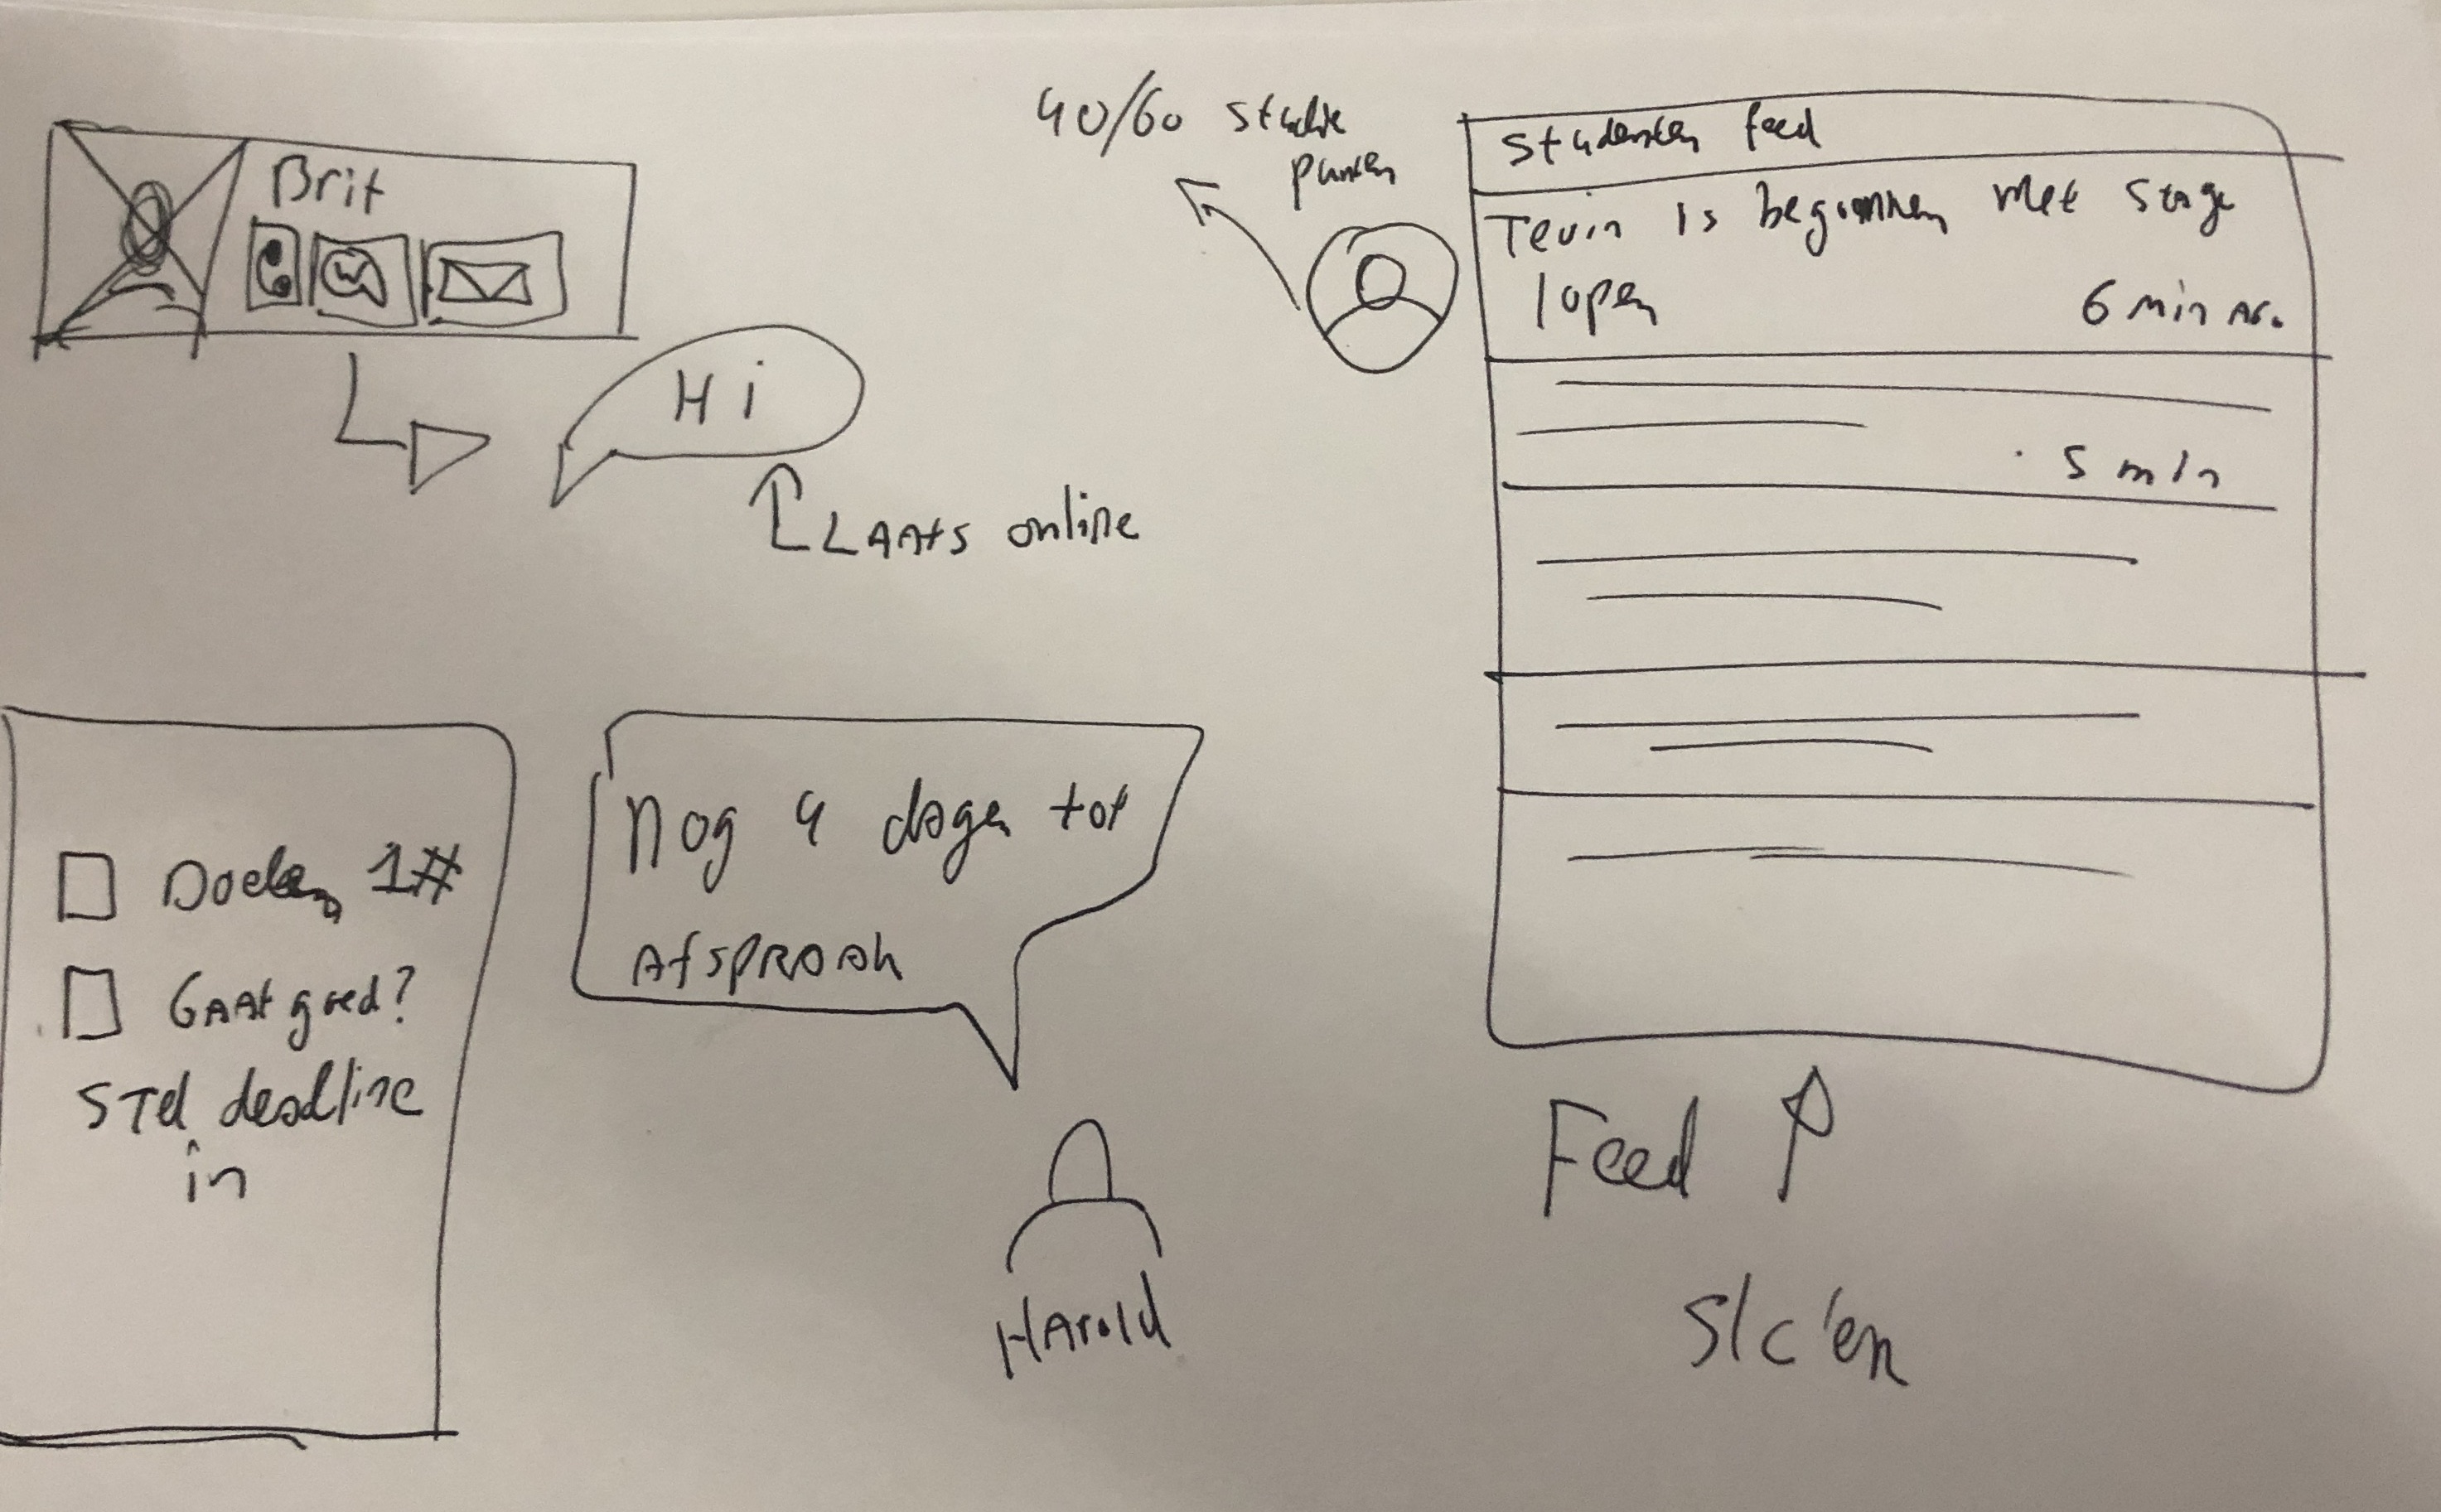 Brit
Hi
LAAtS online
40/60 studie
punten
Studenten feed
Tevin is begonnen met stage
lopen
6 min
5 min
Doelen 1#
GAAt goed?
STel deadline
in
Nog 4 dagen tot
AfspRAAk
HArold
Feed
Slc'en